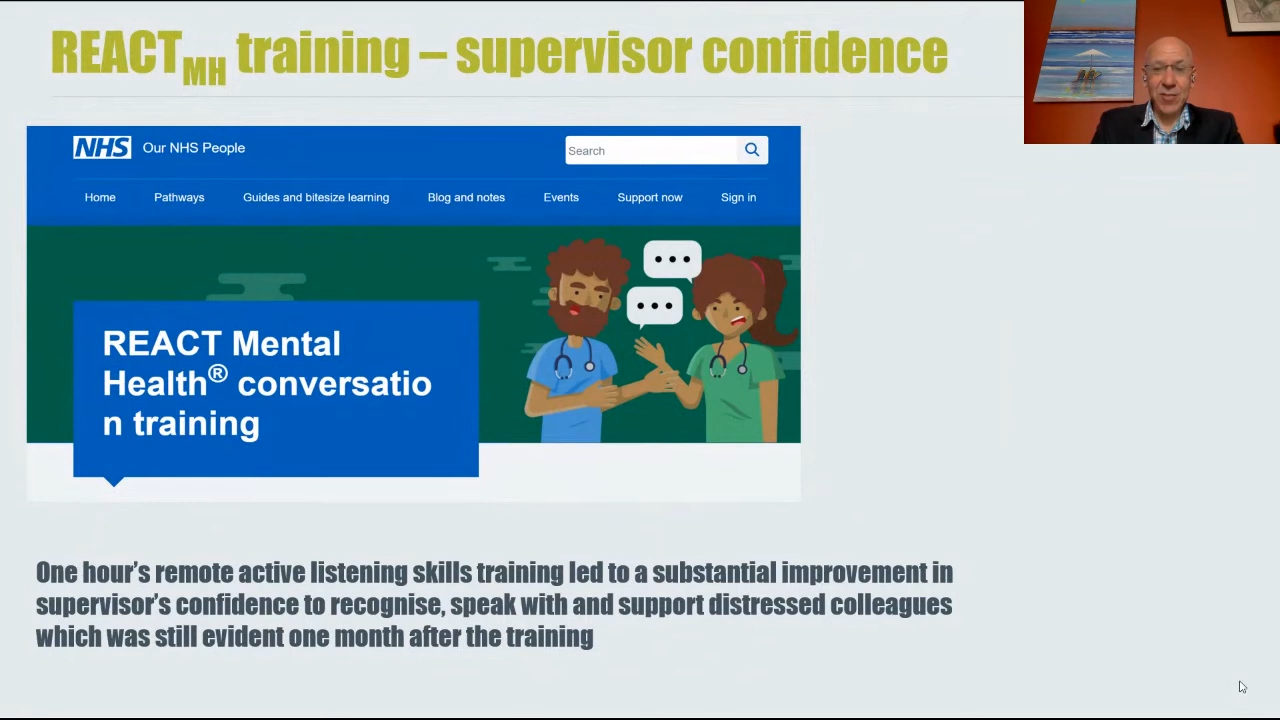 REACTMH training – supervisor confidence
NHS Our NHS People
Search
Home Pathways Guides and bitesize learning Blog and notes Events Support now Sign in
REACT Mental
Health® conversatio
n training
One hour's remote active listening skills training led to a substantial improvement in
supervisor's confidence to recognise, speak with and support distressed colleagues
which was still evident one month after the training